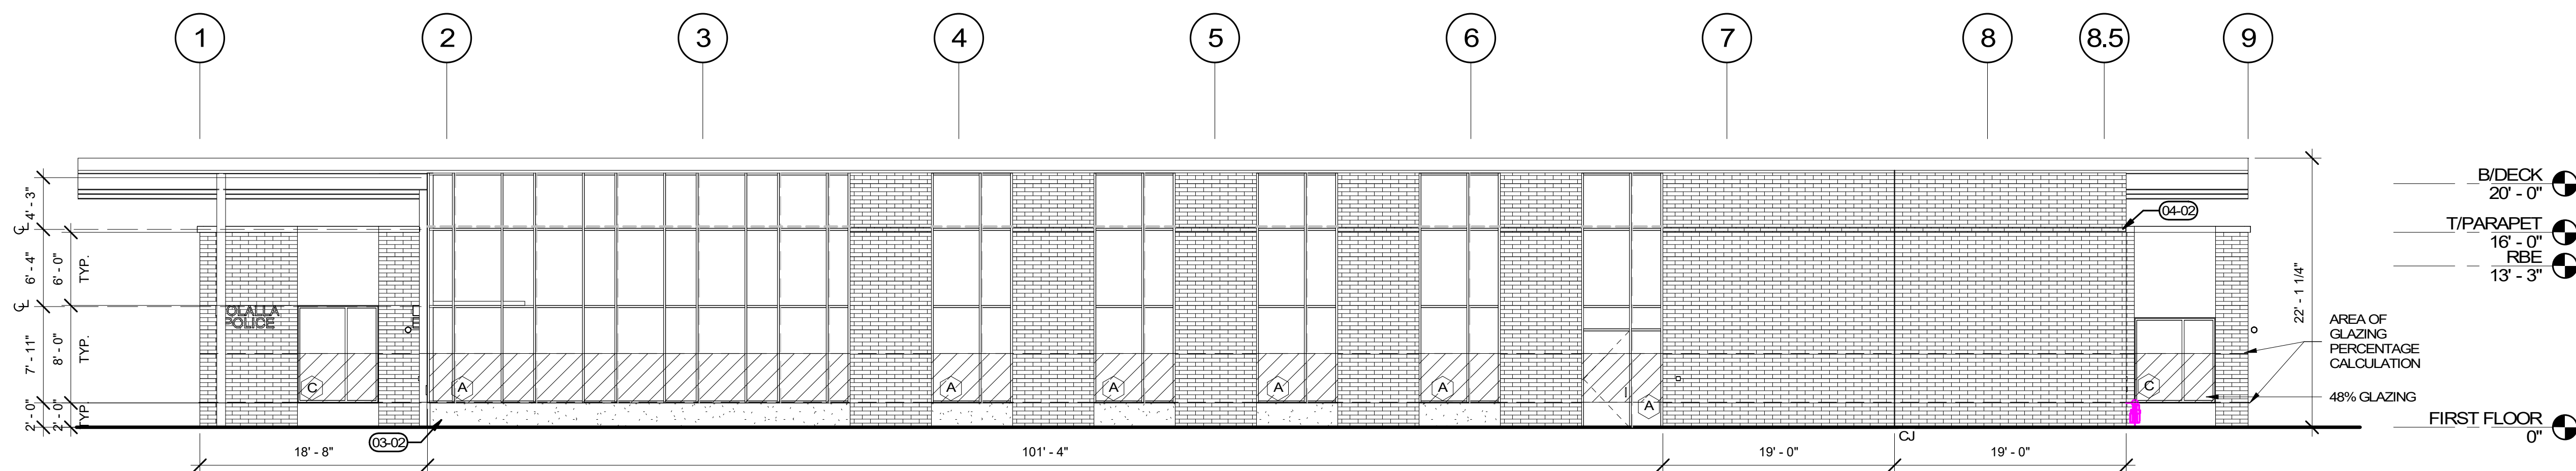 1
2
3
4
5
6
7
8
8.5
9
4' - 3"
6' - 4"
6' - 0"
TYP.
7' - 11"
8' - 0"
TYP.
2' - 0"
2' - 0"
TYP.
OLALLA
POLICE
C
A
A
A
A
A
A
C
03-02
04-02
18' - 8"
101' - 4"
19' - 0"
CJ
19' - 0"
22' - 1 1/4"
AREA OF
GLAZING
PERCENTAGE
CALCULATION
48% GLAZING
B/DECK
20' - 0"
T/PARAPET
16' - 0"
RBE
13' - 3"
FIRST FLOOR
0"